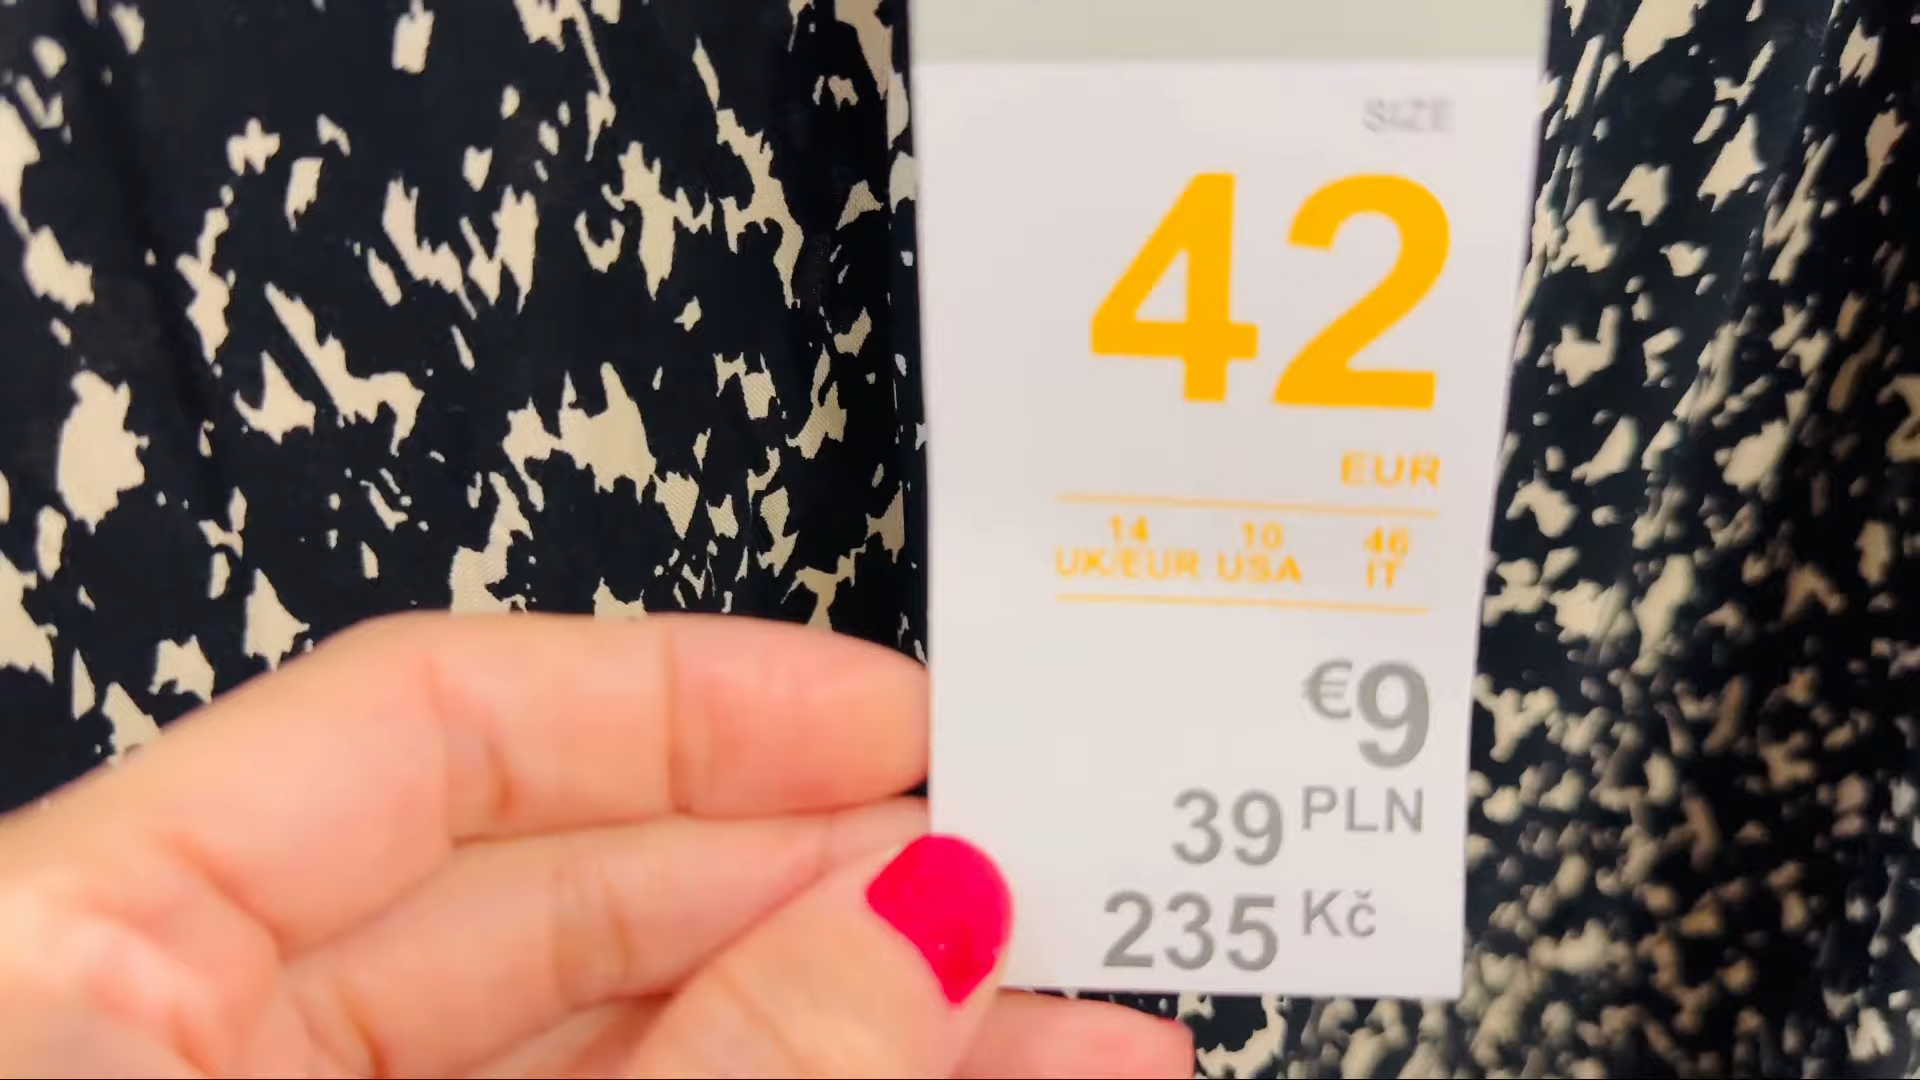 SIZE
42
EUR
14 10 46
UK/EUR USA IT
€9
39 PLN
235 Kč